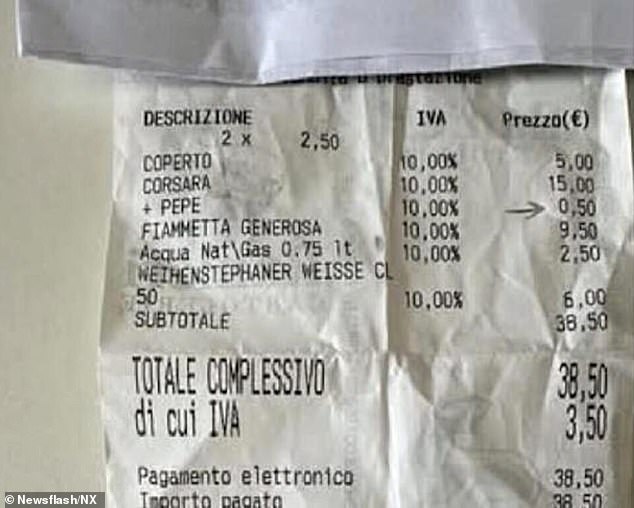 DESCRIZIONE IVA Prezzo(€)
2 x 2,50
COPERTO 10,00% 5,00
CORSARA 10,00% 15,00
+ PEPE 10,00% 0,50
FIAMMETTA GENEROSA 10,00% 9,50
Acqua Nat\Gas 0.75 lt 10,00% 2,50
WEIHENSTEPHANER WEISSE CL
50 10,00% 6,00
SUBTOTALE 38,50
TOTALE COMPLESSIVO 38,50
di cui IVA 3,50
Pagamento elettronico 38,50
Importo pagato 38,50
© Newsflash/NX